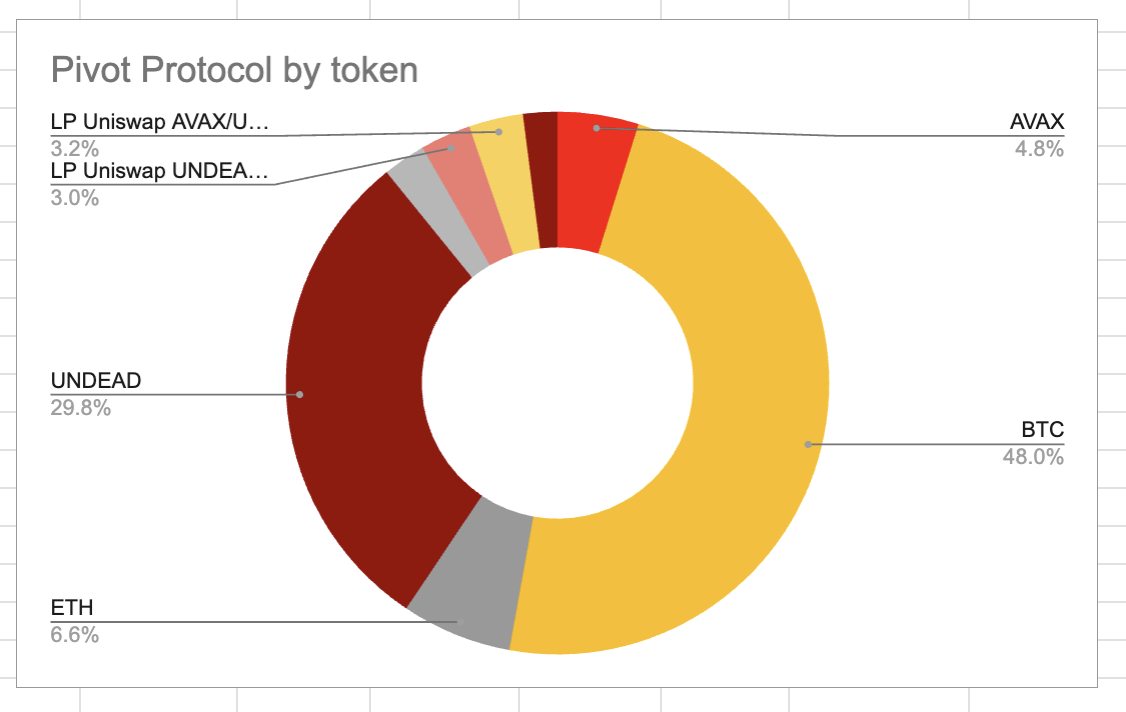 Pivot Protocol by token
LP Uniswap AVAX/U…
3.2%
LP Uniswap UNDEA…
3.0%
UNDEAD
29.8%
ETH
6.6%
AVAX
4.8%
BTC
48.0%